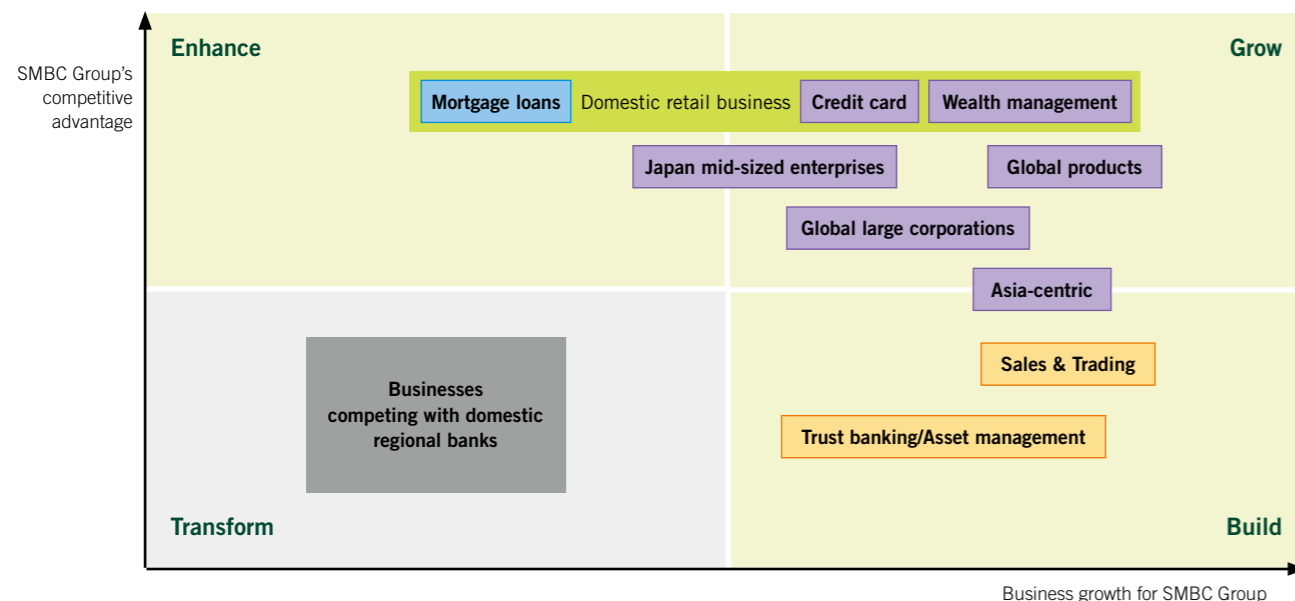 SMBC Group's
competitive
advantage
Enhance
Grow
Mortgage loans Domestic retail business Credit card Wealth management
Japan mid-sized enterprises Global products
Global large corporations
Asia-centric
Sales & Trading
Businesses
competing with domestic
regional banks
Trust banking/Asset management
Transform
Build
Business growth for SMBC Group